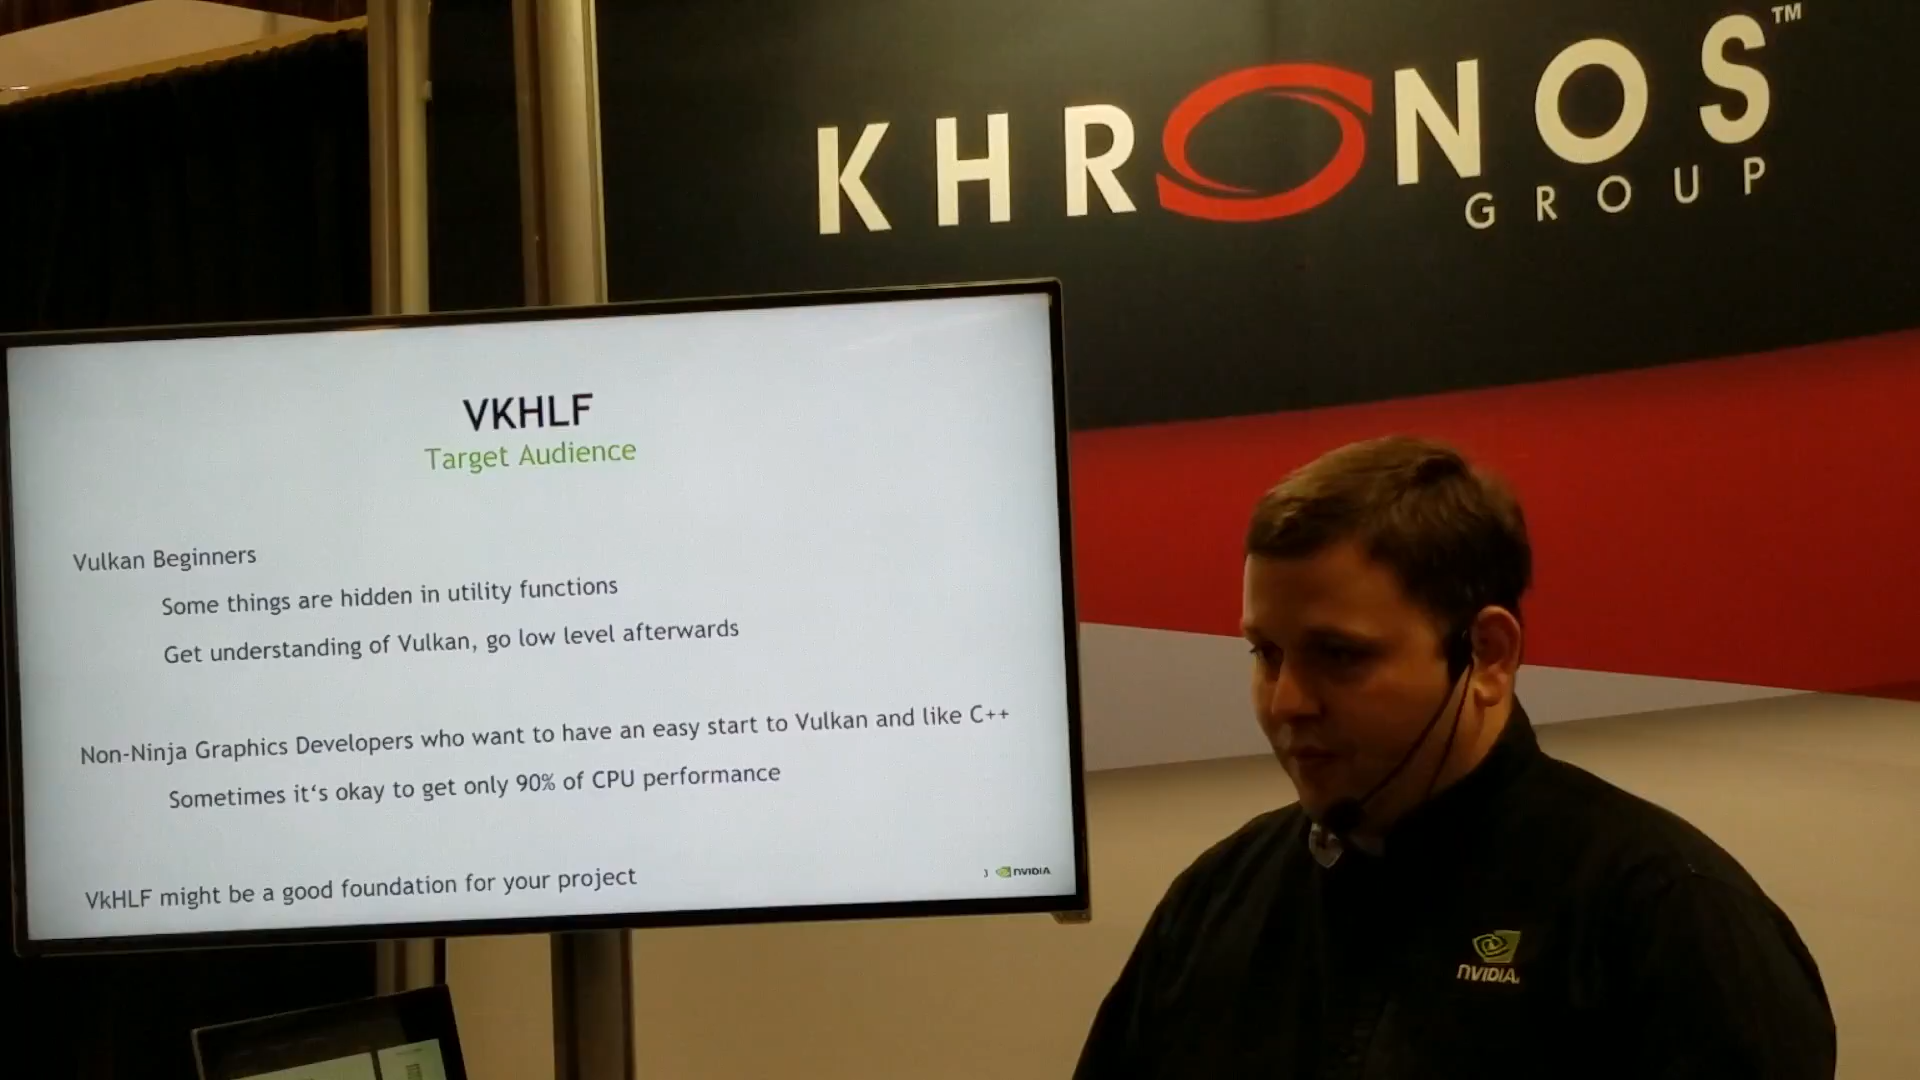 KHRONOS™
GROUP
VKHLF
Target Audience
Vulkan Beginners
Some things are hidden in utility functions
Get understanding of Vulkan, go low level afterwards
Non-Ninja Graphics Developers who want to have an easy start to Vulkan and like C++
Sometimes it‘s okay to get only 90% of CPU performance
VkHLF might be a good foundation for your project
3 NVIDIA
NVIDIA.